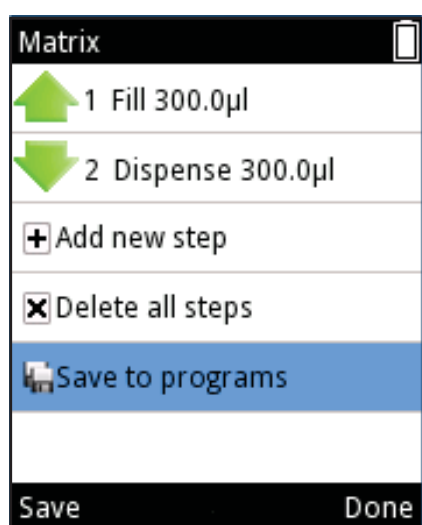 Matrix
1 Fill 300.0µl
2 Dispense 300.0µl
Add new step
Delete all steps
Save to programs
Save Done